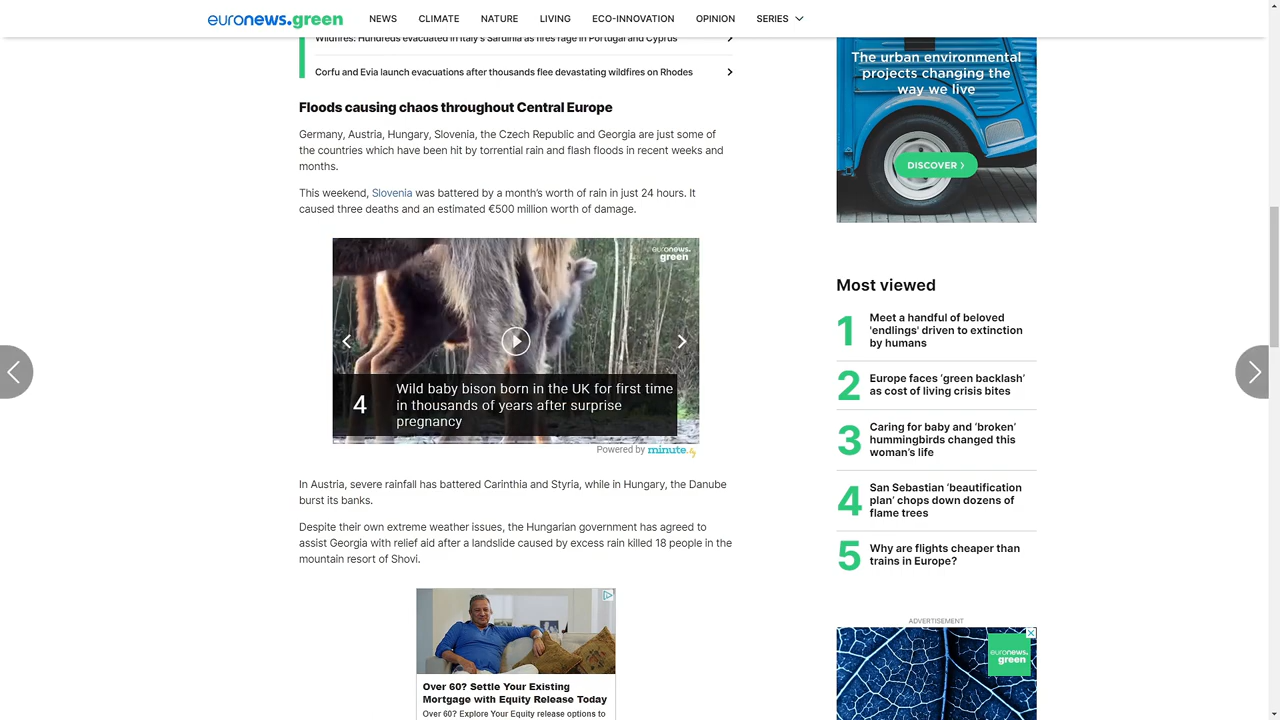 euronews.green
NEWS
CLIMATE
NATURE
LIVING
ECO-INNOVATION
OPINION
SERIES
Wildfires: Hundreds evacuated in Italy's Sardinia as fires rage in Portugal and Cyprus
Corfu and Evia launch evacuations after thousands flee devastating wildfires on Rhodes
Floods causing chaos throughout Central Europe
Germany, Austria, Hungary, Slovenia, the Czech Republic and Georgia are just some of
the countries which have been hit by torrential rain and flash floods in recent weeks and
months.
This weekend, Slovenia was battered by a month’s worth of rain in just 24 hours. It
caused three deaths and an estimated €500 million worth of damage.
euronews.
green
4
Wild baby bison born in the UK for first time
in thousands of years after surprise
pregnancy
Powered by minute.ly
In Austria, severe rainfall has battered Carinthia and Styria, while in Hungary, the Danube
burst its banks.
Despite their own extreme weather issues, the Hungarian government has agreed to
assist Georgia with relief aid after a landslide caused by excess rain killed 18 people in the
mountain resort of Shovi.
Over 60? Settle Your Existing
Mortgage with Equity Release Today
Over 60? Explore Your Equity release options to
The urban environmental
projects changing the
way we live
DISCOVER ⟩
Most viewed
1
Meet a handful of beloved
'endlings' driven to extinction
by humans
2
Europe faces ‘green backlash’
as cost of living crisis bites
3
Caring for baby and ‘broken’
hummingbirds changed this
woman’s life
4
San Sebastian ‘beautification
plan’ chops down dozens of
flame trees
5
Why are flights cheaper than
trains in Europe?
ADVERTISEMENT
euronews.
green